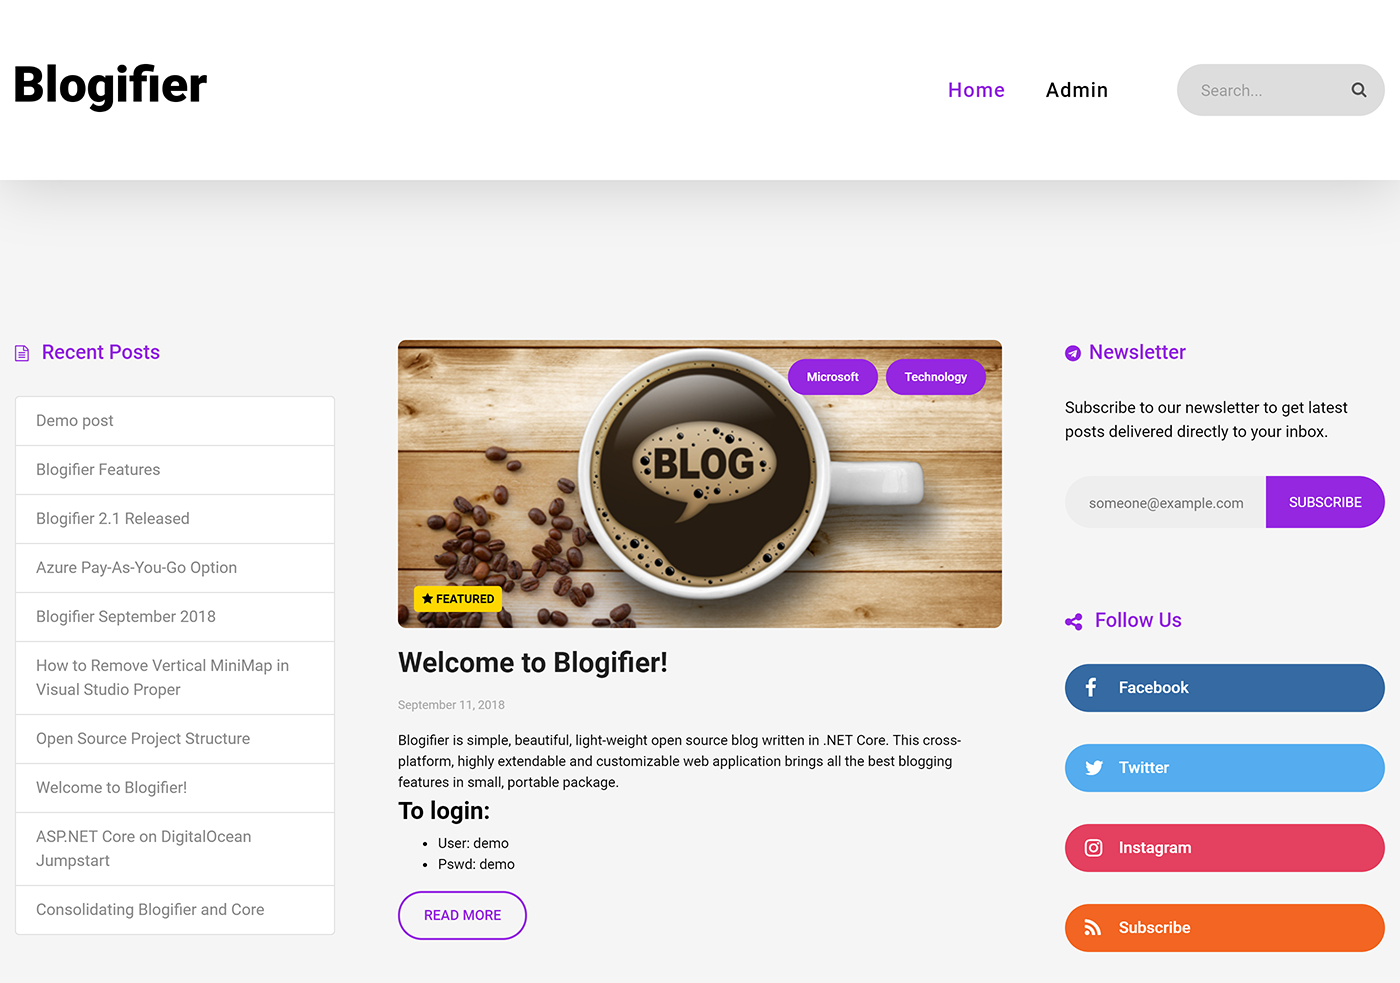 Blogifier
Home
Admin
Search...
Recent Posts
Demo post
Blogifier Features
Blogifier 2.1 Released
Azure Pay-As-You-Go Option
Blogifier September 2018
How to Remove Vertical MiniMap in
Visual Studio Proper
Open Source Project Structure
Welcome to Blogifier!
ASP.NET Core on DigitalOcean
Jumpstart
Consolidating Blogifier and Core
Microsoft
Technology
BLOG
FEATURED
Welcome to Blogifier!
September 11, 2018
Blogifier is simple, beautiful, light-weight open source blog written in .NET Core. This cross-
platform, highly extendable and customizable web application brings all the best blogging
features in small, portable package.
To login:
User: demo
Pswd: demo
READ MORE
Newsletter
Subscribe to our newsletter to get latest
posts delivered directly to your inbox.
someone@example.com
SUBSCRIBE
Follow Us
Facebook
Twitter
Instagram
Subscribe